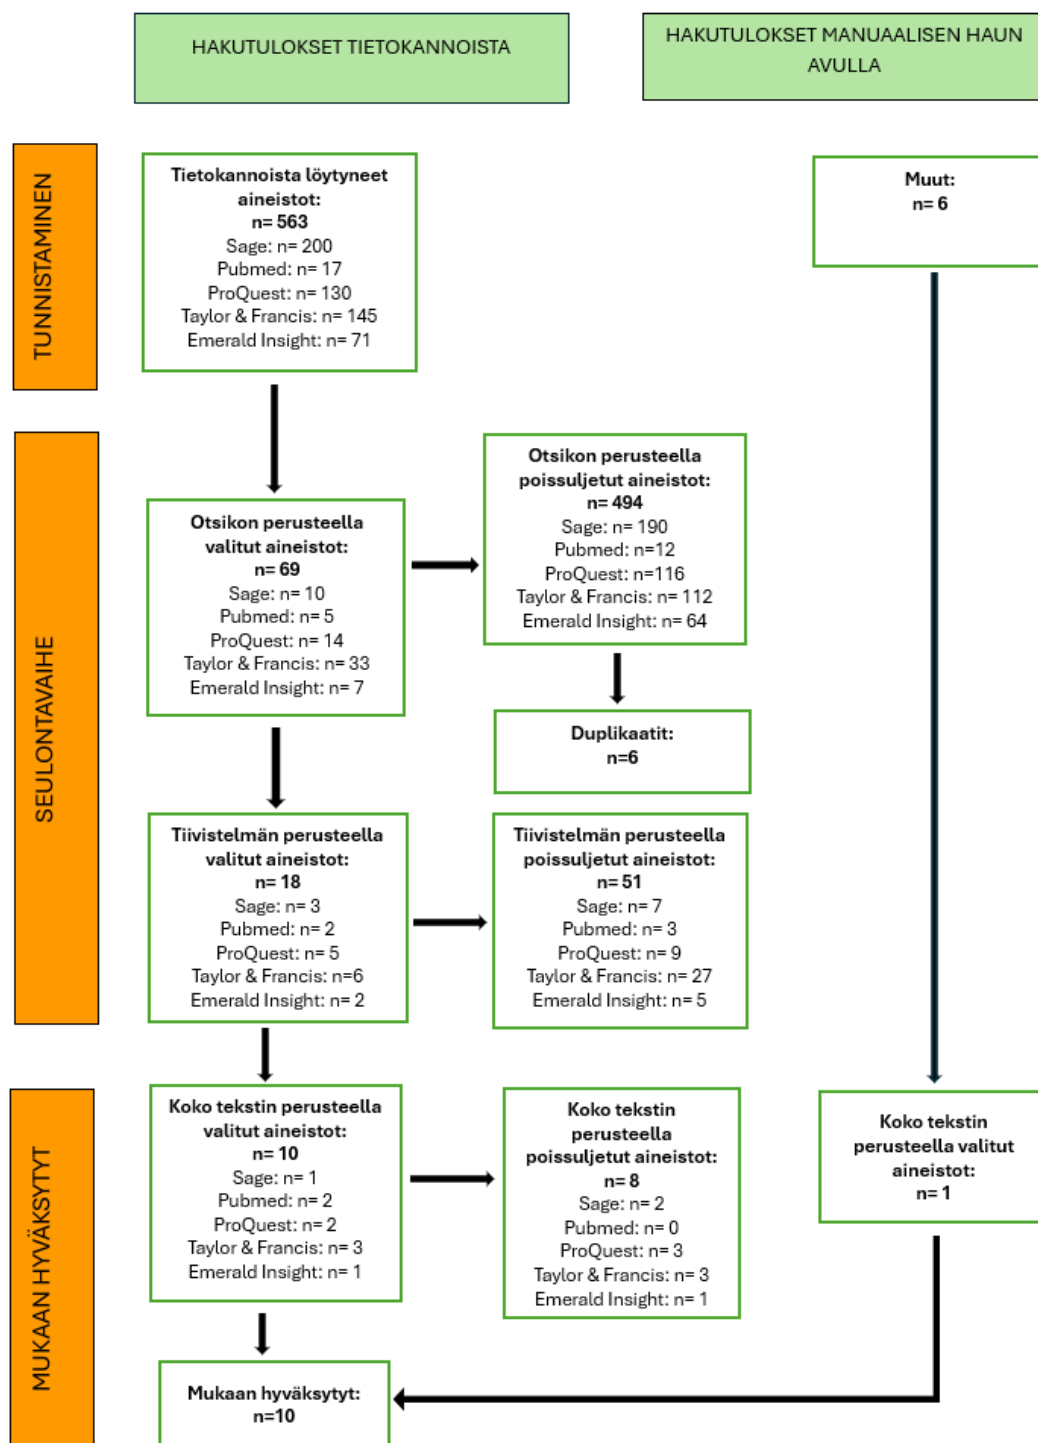 HAKUTULOKSET TIETOKANNOISTA
HAKUTULOKSET MANUAALISEN HAUN
AVULLA
TUNNISTAMINEN
Tietokannoista löytyneet
aineistot:
n= 563
Sage: n= 200
Pubmed: n= 17
ProQuest: n= 130
Taylor & Francis: n= 145
Emerald Insight: n= 71
Muut:
n= 6
SEULONTAVAIHE
Otsikon perusteella
valitut aineistot:
n= 69
Sage: n= 10
Pubmed: n= 5
ProQuest: n= 14
Taylor & Francis: n= 33
Emerald Insight: n= 7
Otsikon perusteella
poissuljetut aineistot:
n= 494
Sage: n= 190
Pubmed: n=12
ProQuest: n=116
Taylor & Francis: n= 112
Emerald Insight: n= 64
Duplikaatit:
n=6
Tiivistelmän perusteella
valitut aineistot:
n= 18
Sage: n= 3
Pubmed: n= 2
ProQuest: n= 5
Taylor & Francis: n=6
Emerald Insight: n= 2
Tiivistelmän perusteella
poissuljetut aineistot:
n= 51
Sage: n= 7
Pubmed: n= 3
ProQuest: n= 9
Taylor & Francis: n= 27
Emerald Insight: n= 5
MUKAAN HYVÄKSYTYT
Koko tekstin perusteella
valitut aineistot:
n= 10
Sage: n= 1
Pubmed: n= 2
ProQuest: n= 2
Taylor & Francis: n= 3
Emerald Insight: n= 1
Koko tekstin
perusteella
poissuljetut aineistot:
n= 8
Sage: n= 2
Pubmed: n= 0
ProQuest: n= 3
Taylor & Francis: n= 3
Emerald Insight: n= 1
Koko tekstin
perusteella valitut
aineistot:
n= 1
Mukaan hyväksytyt:
n=10